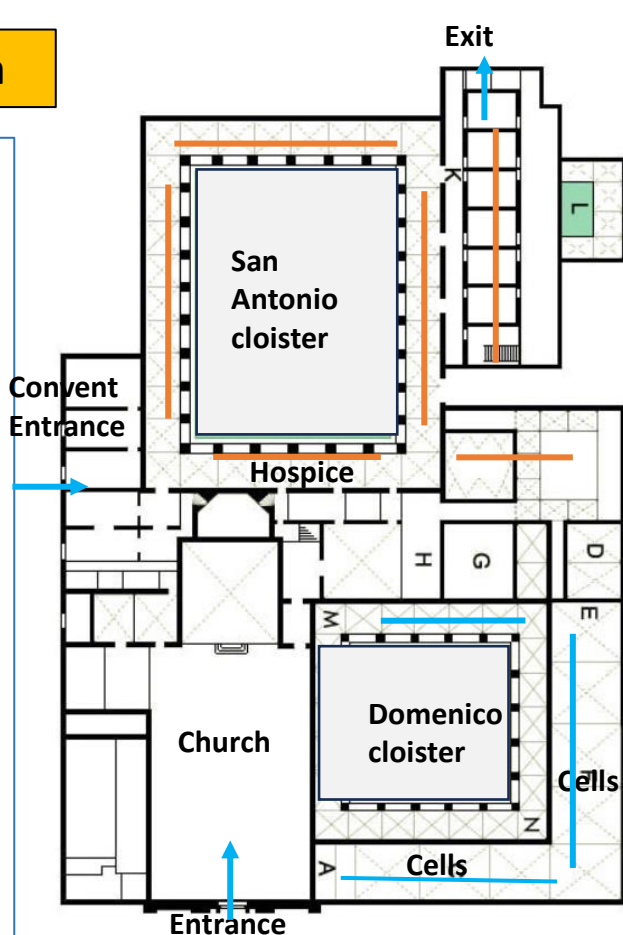 Exit
n
K
L
San
Antonio
cloister
Convent
Entrance
Hospice
H
G
D
E
M
Domenico
cloister
Church
Cells
N
A
Cells
Entrance